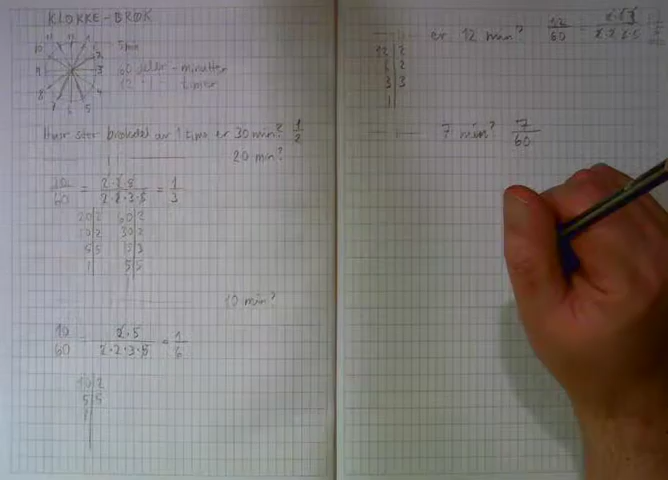 KLOKKE-BRØK
1 time
60 deler - minutter
12 - " - timer
Hvor stor brøkdel av 1 time er 30 min? 1/2
20 min?
20/60 = 2·2·5/2·2·3·5 = 1/3
20 | 2 60 | 2
10 | 2 30 | 2
5 | 5 15 | 3
1 | 5 | 5
10 min?
10/60 = 2·5/2·2·3·5 = 1/6
10 | 2
5 | 5
1
er 12 min? 12/60 = 2·2·3/2·2·3·5
12 | 2
6 | 2
3 | 3
1
7 min? 7/60